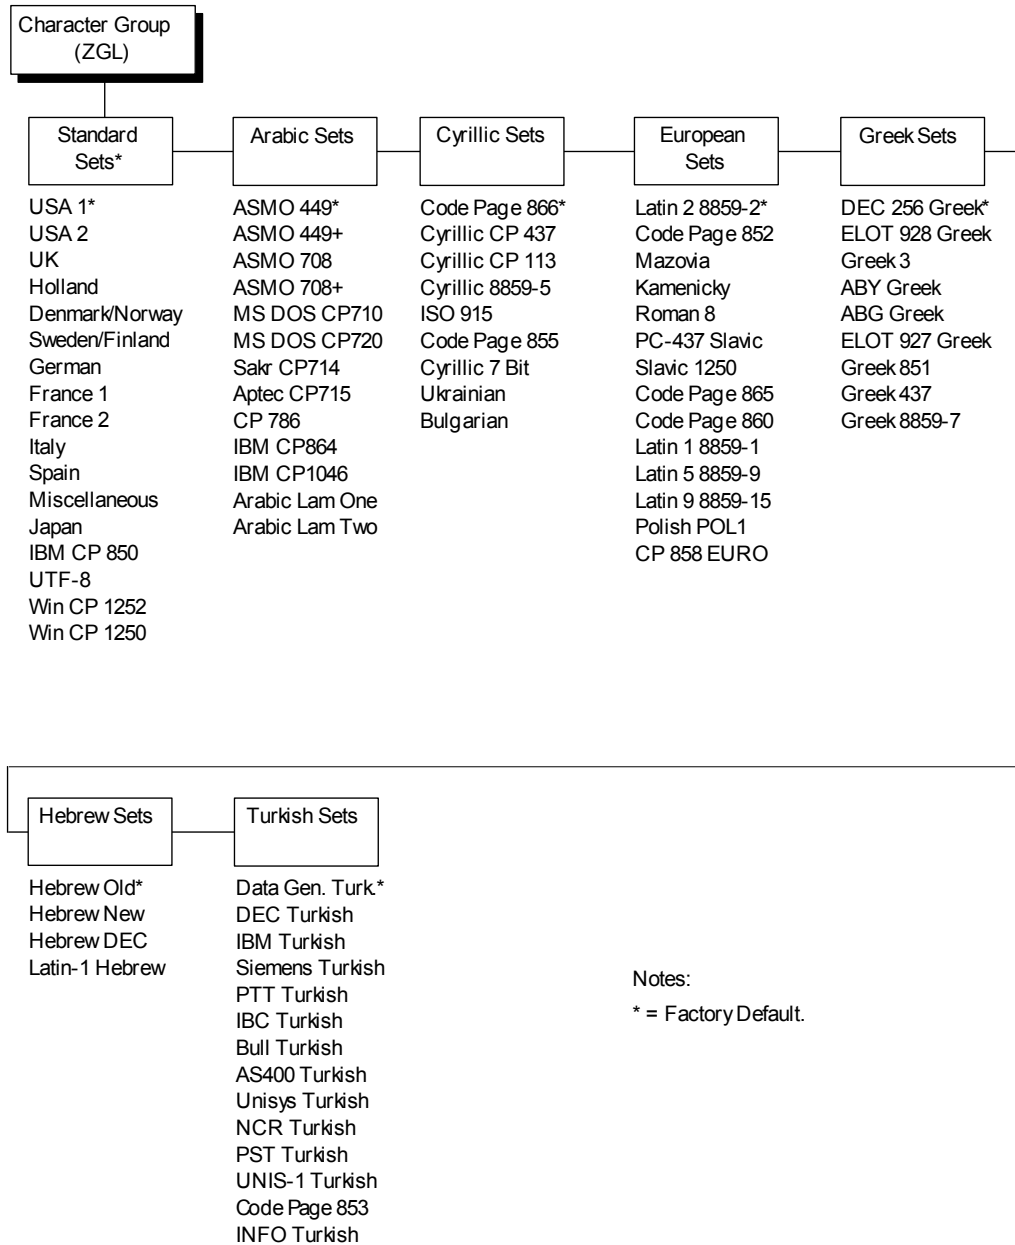 Character Group
(ZGL)
Standard
Sets*
USA 1*
USA 2
UK
Holland
Denmark/Norway
Sweden/Finland
German
France 1
France 2
Italy
Spain
Miscellaneous
Japan
IBM CP 850
UTF-8
Win CP 1252
Win CP 1250
Arabic Sets
ASMO 449*
ASMO 449+
ASMO 708
ASMO 708+
MS DOS CP710
MS DOS CP720
Sakr CP714
Aptec CP715
CP 786
IBM CP864
IBM CP1046
Arabic Lam One
Arabic Lam Two
Cyrillic Sets
Code Page 866*
Cyrillic CP 437
Cyrillic CP 113
Cyrillic 8859-5
ISO 915
Code Page 855
Cyrillic 7 Bit
Ukrainian
Bulgarian
European
Sets
Latin 2 8859-2*
Code Page 852
Mazovia
Kamenicky
Roman 8
PC-437 Slavic
Slavic 1250
Code Page 865
Code Page 860
Latin 1 8859-1
Latin 5 8859-9
Latin 9 8859-15
Polish POL1
CP 858 EURO
Greek Sets
DEC 256 Greek*
ELOT 928 Greek
Greek 3
ABY Greek
ABG Greek
ELOT 927 Greek
Greek 851
Greek 437
Greek 8859-7
Hebrew Sets
Hebrew Old*
Hebrew New
Hebrew DEC
Latin-1 Hebrew
Turkish Sets
Data Gen. Turk.*
DEC Turkish
IBM Turkish
Siemens Turkish
PTT Turkish
IBC Turkish
Bull Turkish
AS400 Turkish
Unisys Turkish
NCR Turkish
PST Turkish
UNIS-1 Turkish
Code Page 853
INFO Turkish
Notes:
* = Factory Default.